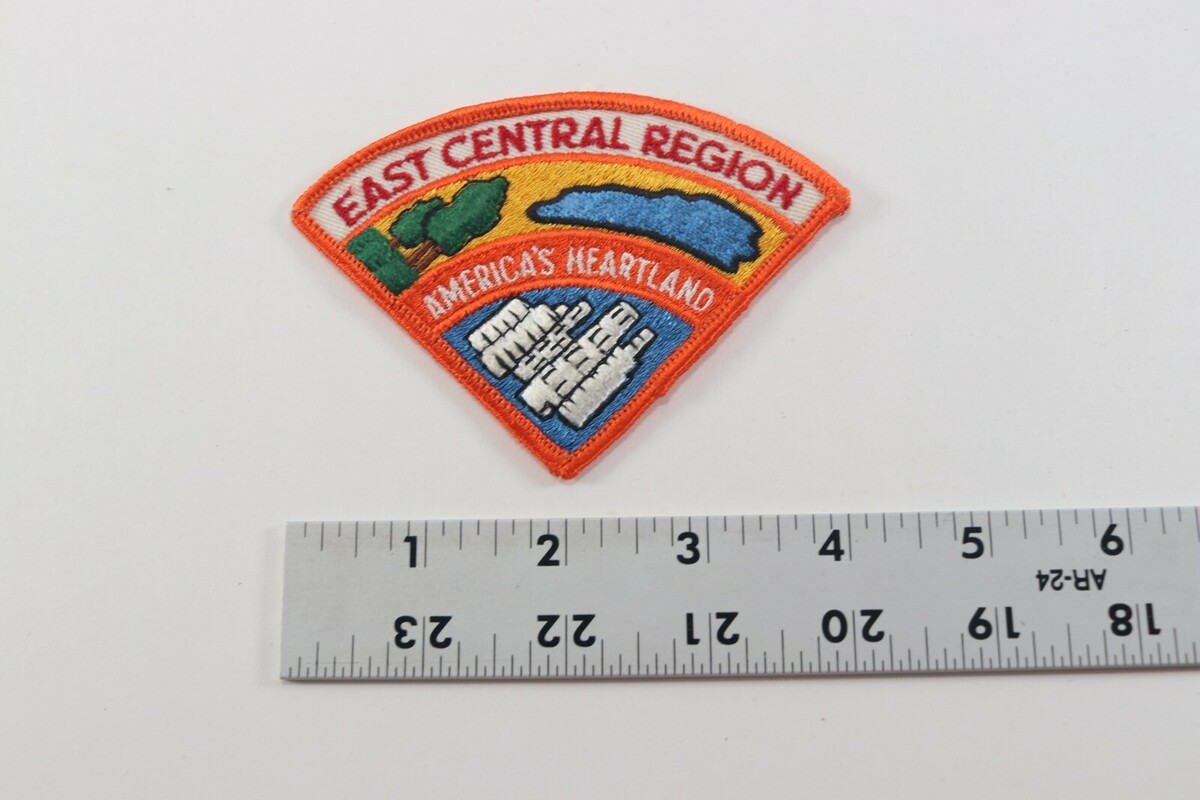 EAST CENTRAL REGION
AMERICA'S HEARTLAND
1 2 3 4 5 6
AR-24
23 22 21 20 19 18